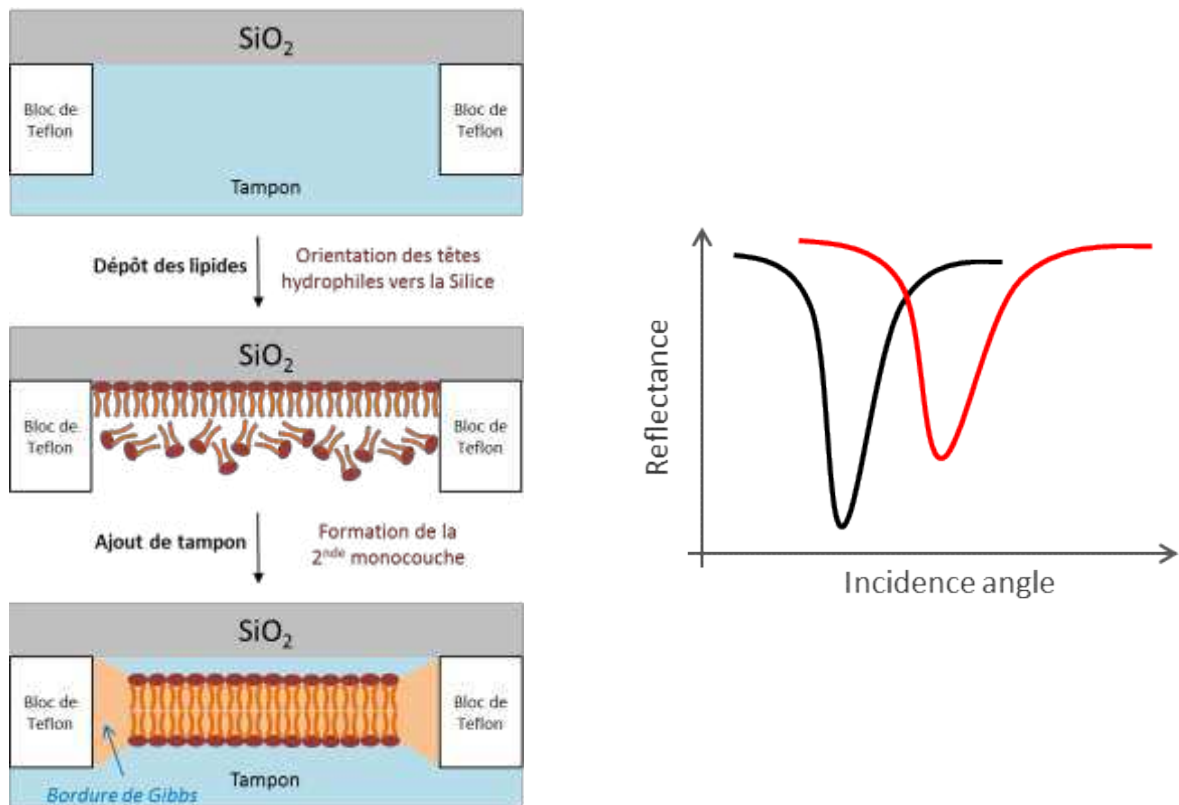 SiO2
Bloc de
Teflon
Bloc de
Teflon
Tampon
Dépôt des lipides
Orientation des têtes
hydrophiles vers la Silice
SiO2
Bloc de
Teflon
Bloc de
Teflon
Ajout de tampon
Formation de la
2nde monocouche
SiO2
Bloc de
Teflon
Bloc de
Teflon
Tampon
Bordure de Gibbs
Reflectance
Incidence angle